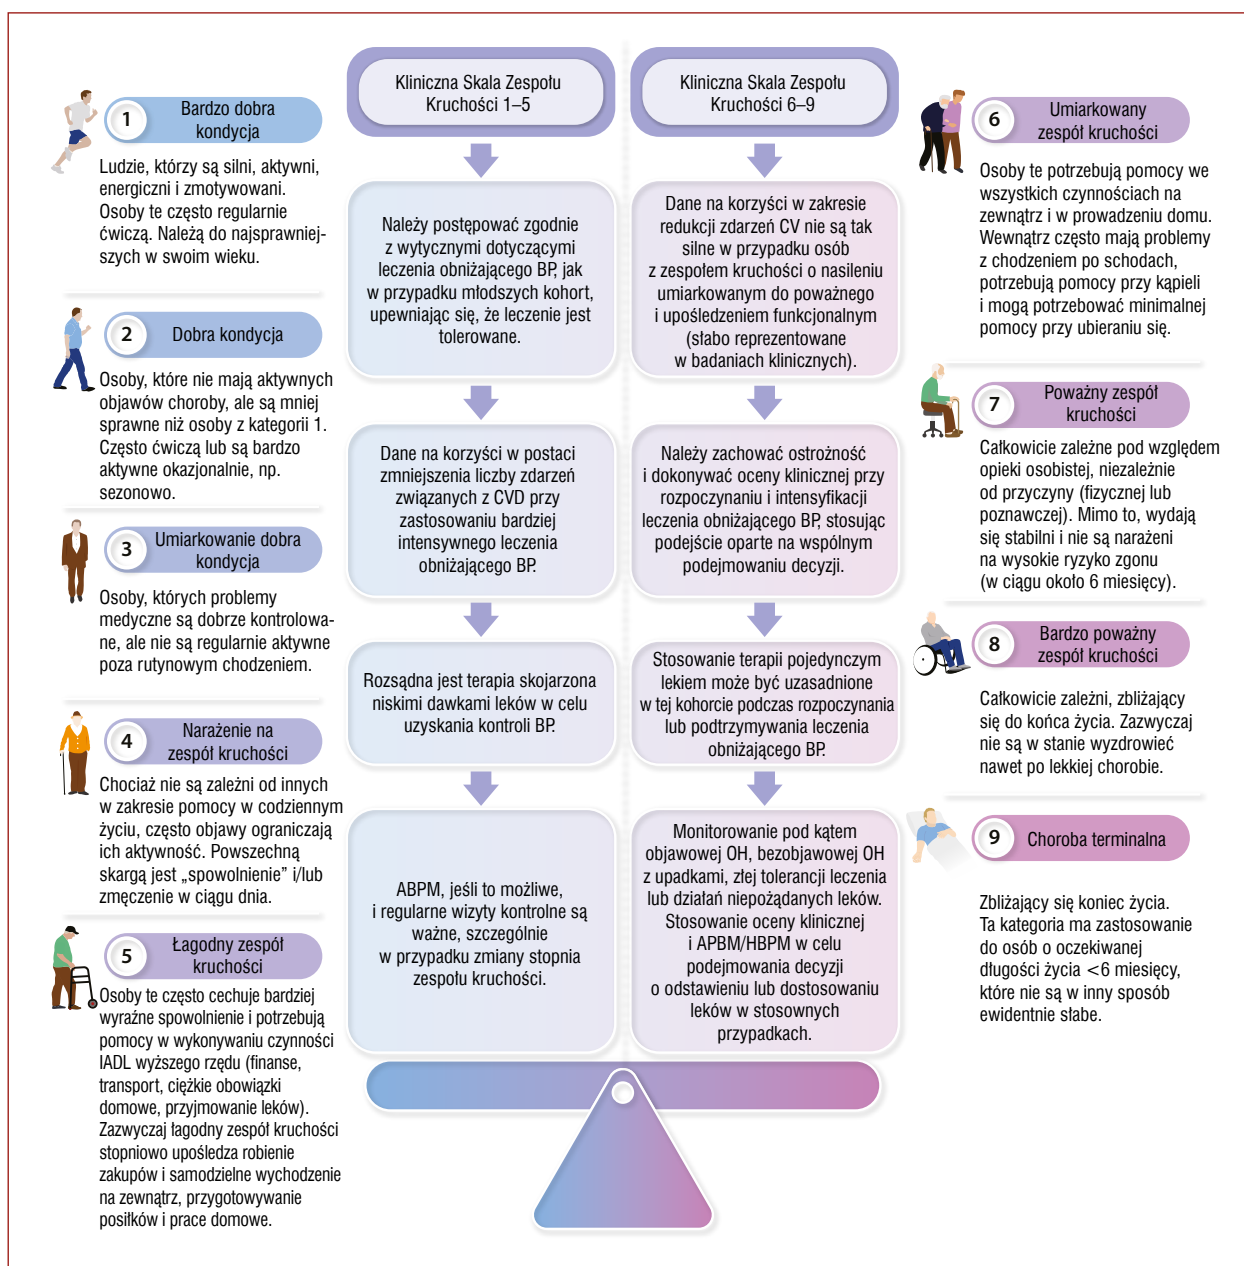 Kliniczna Skala Zespołu
Kruchości 1–5
Kliniczna Skala Zespołu
Kruchości 6–9
1
Bardzo dobra
kondycja
Ludzie, którzy są silni, aktywni,
energiczni i zmotywowani.
Osoby te często regularnie
ćwiczą. Należą do najsprawniej-
szych w swoim wieku.
2
Dobra kondycja
Osoby, które nie mają aktywnych
objawów choroby, ale są mniej
sprawne niż osoby z kategorii 1.
Często ćwiczą lub są bardzo
aktywne okazjonalnie, np.
sezonowo.
3
Umiarkowanie dobra
kondycja
Osoby, których problemy
medyczne są dobrze kontrolowa-
ne, ale nie są regularnie aktywne
poza rutynowym chodzeniem.
4
Narażenie na
zespół kruchości
Chociaż nie są zależni od innych
w zakresie pomocy w codziennym
życiu, często objawy ograniczają
ich aktywność. Powszechną
skargą jest „spowolnienie” i/lub
zmęczenie w ciągu dnia.
5
Łagodny zespół
kruchości
Osoby te często cechuje bardziej
wyraźne spowolnienie i potrzebują
pomocy w wykonywaniu czynności
IADL wyższego rzędu (finanse,
transport, ciężkie obowiązki
domowe, przyjmowanie leków).
Zazwyczaj łagodny zespół kruchości
stopniowo upośledza robienie
zakupów i samodzielne wychodzenie
na zewnątrz, przygotowywanie
posiłków i prace domowe.
Należy postępować zgodnie
z wytycznymi dotyczącymi
leczenia obniżającego BP, jak
w przypadku młodszych kohort,
upewniając się, że leczenie jest
tolerowane.
Dane na korzyści w postaci
zmniejszenia liczby zdarzeń
związanych z CVD przy
zastosowaniu bardziej
intensywnego leczenia
obniżającego BP.
Rozsądna jest terapia skojarzona
niskimi dawkami leków w celu
uzyskania kontroli BP.
ABPM, jeśli to możliwe,
i regularne wizyty kontrolne są
ważne, szczególnie
w przypadku zmiany stopnia
zespołu kruchości.
Dane na korzyści w zakresie
redukcji zdarzeń CV nie są tak
silne w przypadku osób
z zespołem kruchości o nasileniu
umiarkowanym do poważnego
i upośledzeniem funkcjonalnym
(słabo reprezentowane
w badaniach klinicznych).
Należy zachować ostrożność
i dokonywać oceny klinicznej przy
rozpoczynaniu i intensyfikacji
leczenia obniżającego BP, stosując
podejście oparte na wspólnym
podejmowaniu decyzji.
Stosowanie terapii pojedynczym
lekiem może być uzasadnione
w tej kohorcie podczas rozpoczynania
lub podtrzymywania leczenia
obniżającego BP.
Monitorowanie pod kątem
objawowej OH, bezobjawowej OH
z upadkami, złej tolerancji leczenia
lub działań niepożądanych leków.
Stosowanie oceny klinicznej
i APBM/HBPM w celu
podejmowania decyzji
o odstawieniu lub dostosowaniu
leków w stosownych
przypadkach.
6
Umiarkowany
zespół kruchości
Osoby te potrzebują pomocy we
wszystkich czynnościach na
zewnątrz i w prowadzeniu domu.
Wewnątrz często mają problemy
z chodzeniem po schodach,
potrzebują pomocy przy kąpieli
i mogą potrzebować minimalnej
pomocy przy ubieraniu się.
7
Poważny zespół
kruchości
Całkowicie zależne pod względem
opieki osobistej, niezależnie
od przyczyny (fizycznej lub
poznawczej). Mimo to, wydają
się stabilni i nie są narażeni
na wysokie ryzyko zgonu
(w ciągu około 6 miesięcy).
8
Bardzo poważny
zespół kruchości
Całkowicie zależni, zbliżający
się do końca życia. Zazwyczaj
nie są w stanie wyzdrowieć
nawet po lekkiej chorobie.
9
Choroba terminalna
Zbliżający się koniec życia.
Ta kategoria ma zastosowanie
do osób o oczekiwanej
długości życia <6 miesięcy,
które nie są w inny sposób
ewidentnie słabe.